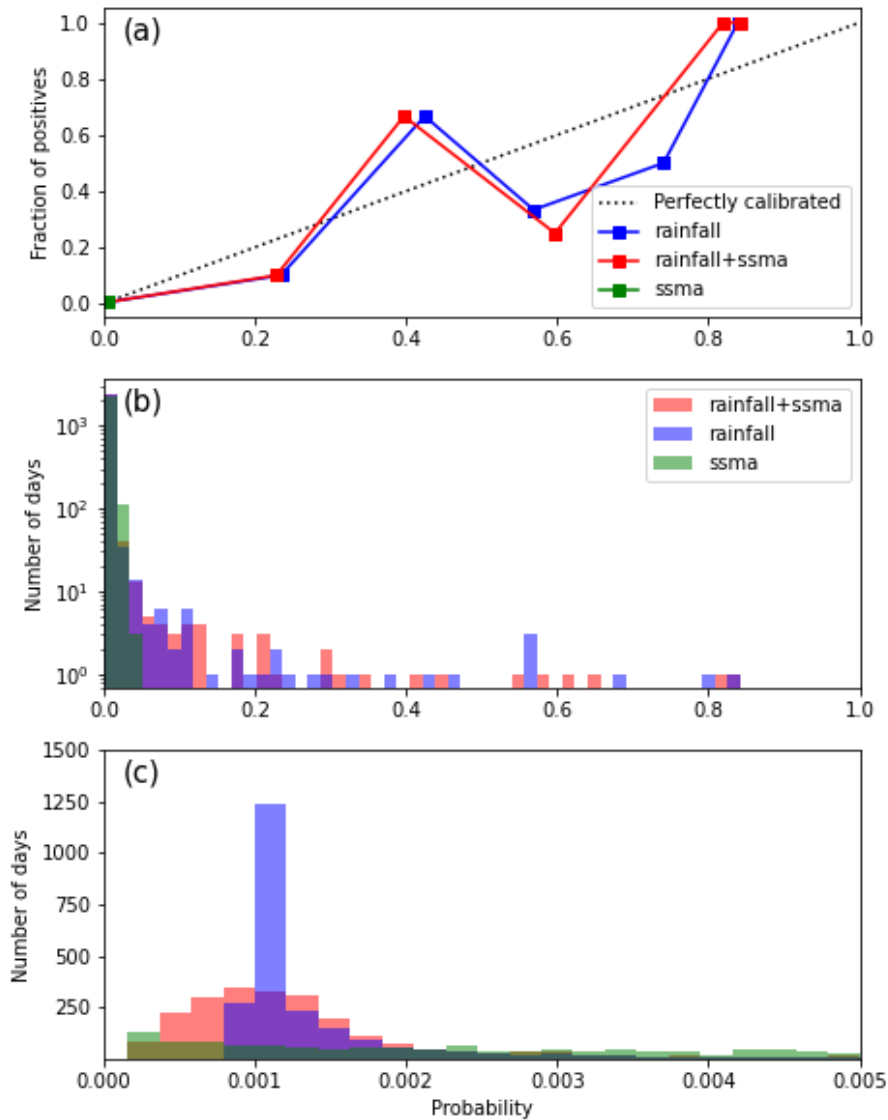 (a)
Fraction of positives
1.0
0.8
0.6
0.4
0.2
0.0
Perfectly calibrated
rainfall
rainfall+ssma
ssma
0.0 0.2 0.4 0.6 0.8 1.0
(b)
Number of days
10³
10²
10¹
10⁰
rainfall+ssma
rainfall
ssma
0.0 0.2 0.4 0.6 0.8 1.0
(c)
Number of days
1500
1250
1000
750
500
250
0.000 0.001 0.002 0.003 0.004 0.005
Probability